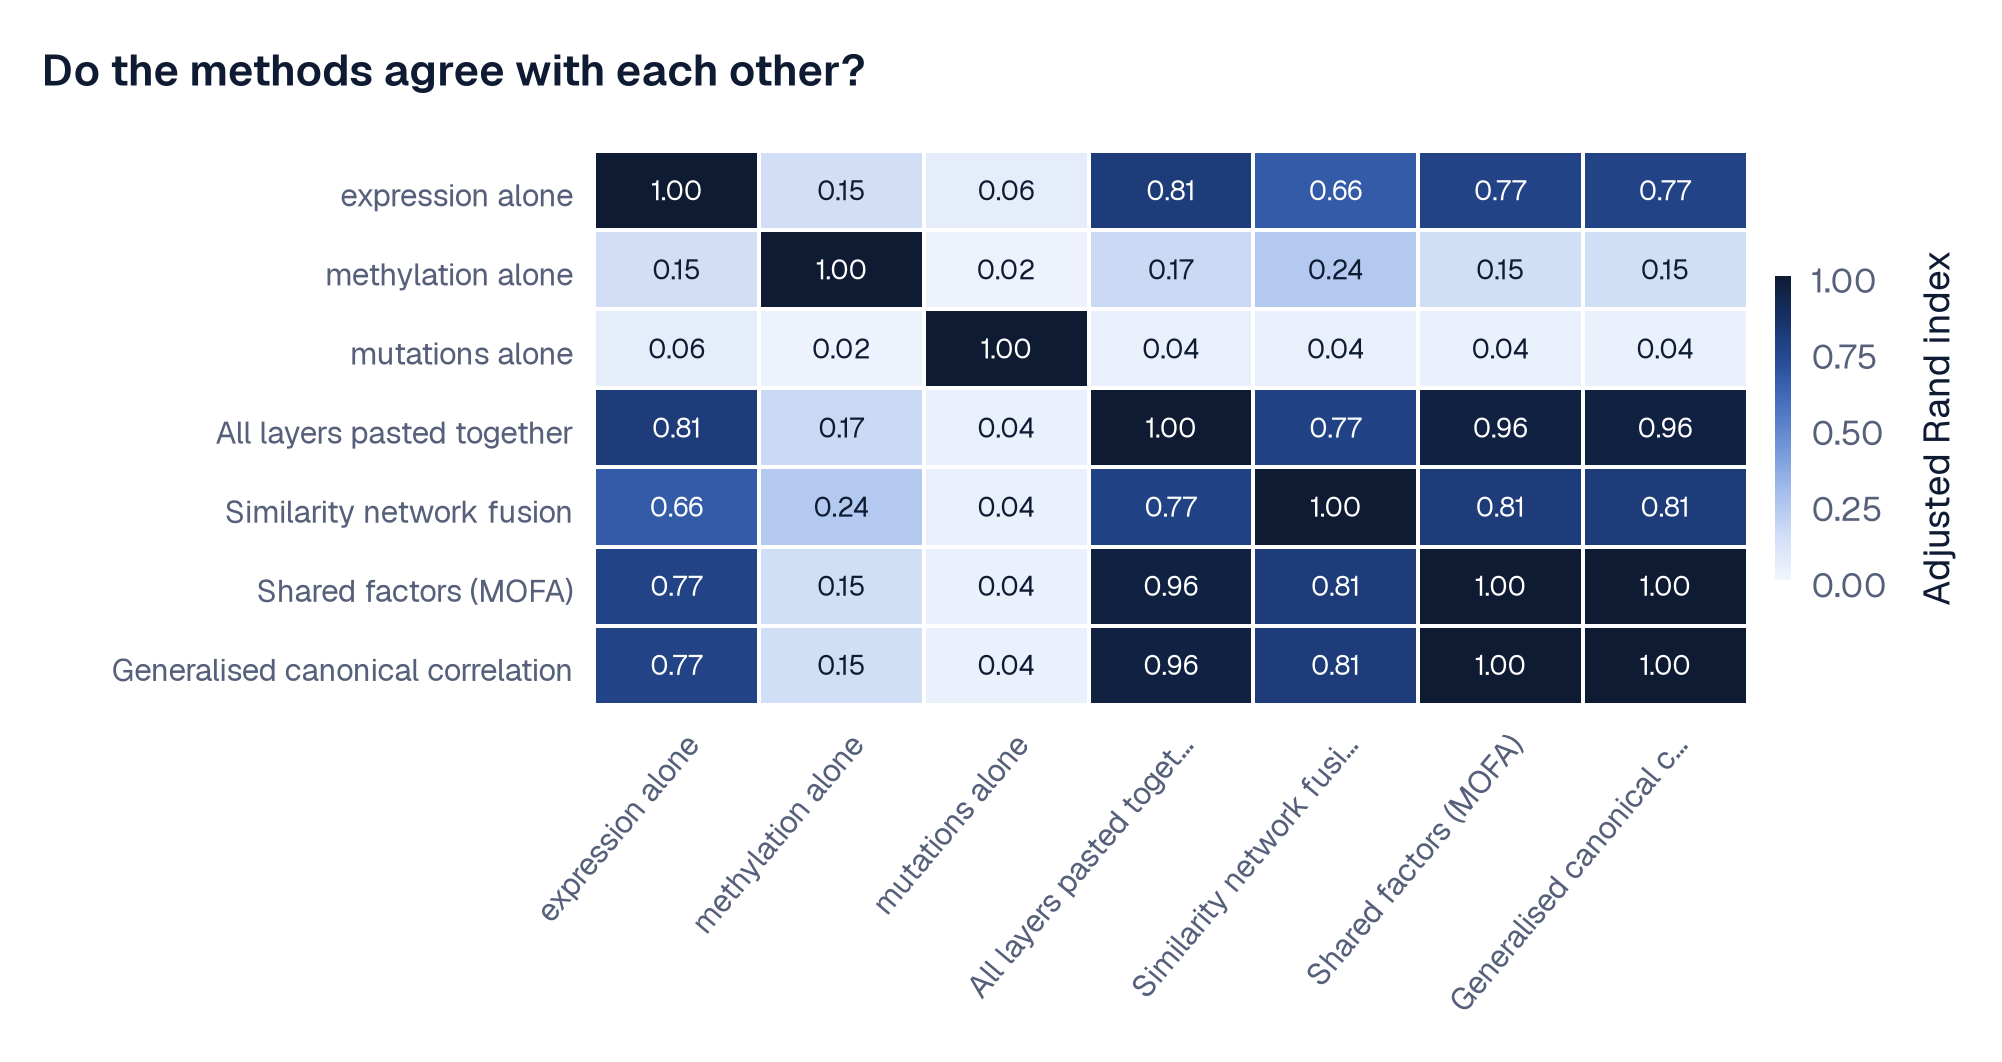 Do the methods agree with each other?
expression alone 1.00 0.15 0.06 0.81 0.66 0.77 0.77
methylation alone 0.15 1.00 0.02 0.17 0.24 0.15 0.15
mutations alone 0.06 0.02 1.00 0.04 0.04 0.04 0.04
All layers pasted together 0.81 0.17 0.04 1.00 0.77 0.96 0.96
Similarity network fusion 0.66 0.24 0.04 0.77 1.00 0.81 0.81
Shared factors (MOFA) 0.77 0.15 0.04 0.96 0.81 1.00 1.00
Generalised canonical correlation 0.77 0.15 0.04 0.96 0.81 1.00 1.00
expression alone
methylation alone
mutations alone
All layers pasted toget...
Similarity network fusi...
Shared factors (MOFA)
Generalised canonical c...
1.00
0.75
0.50
0.25
0.00
Adjusted Rand index